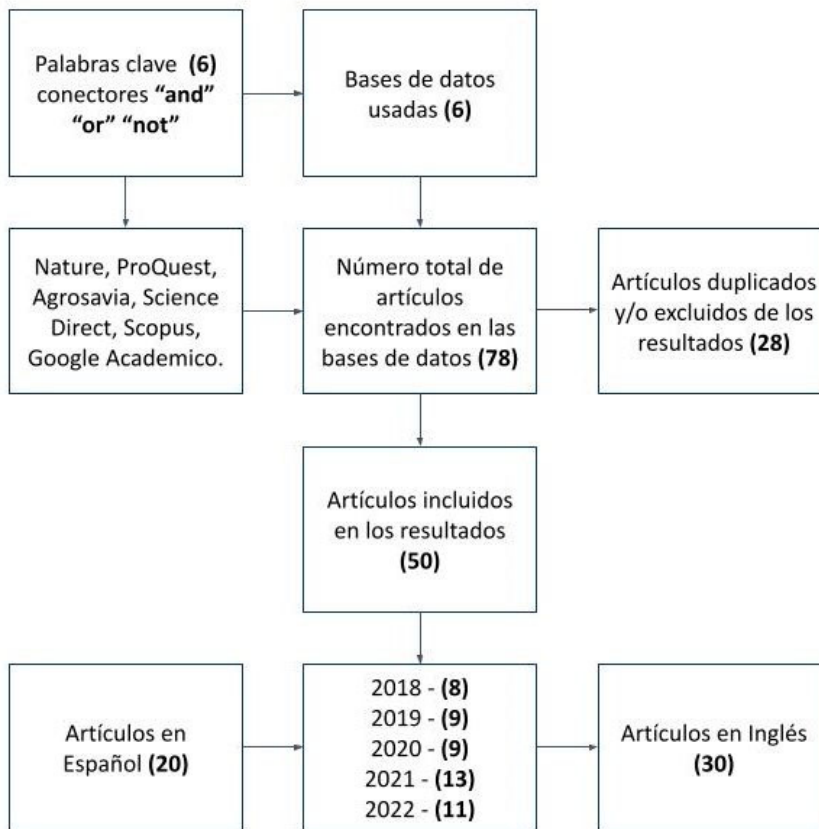 Palabras clave (6)
conectores “and”
“or” “not”
Bases de datos
usadas (6)
Nature, ProQuest,
Agrosavia, Science
Direct, Scopus,
Google Academico.
Número total de
artículos
encontrados en las
bases de datos (78)
Artículos duplicados
y/o excluidos de los
resultados (28)
Artículos incluidos
en los resultados
(50)
Artículos en
Español (20)
2018 - (8)
2019 - (9)
2020 - (9)
2021 - (13)
2022 - (11)
Artículos en Inglés
(30)